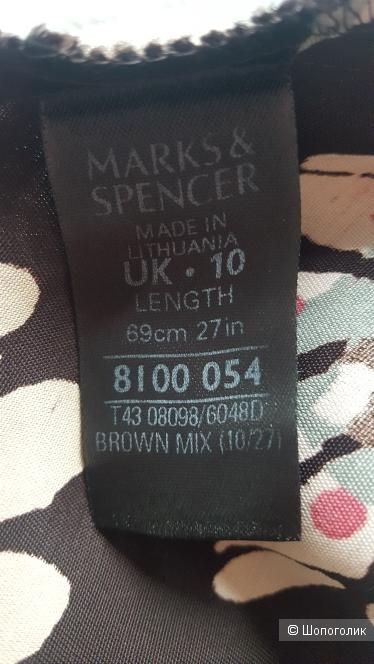 MARKS &
SPENCER
MADE IN
LITHUANIA
UK • 10
LENGTH
69cm 27in
8100 054
T43 08098/6048D
BROWN MIX (10/27)
© Шопоголик